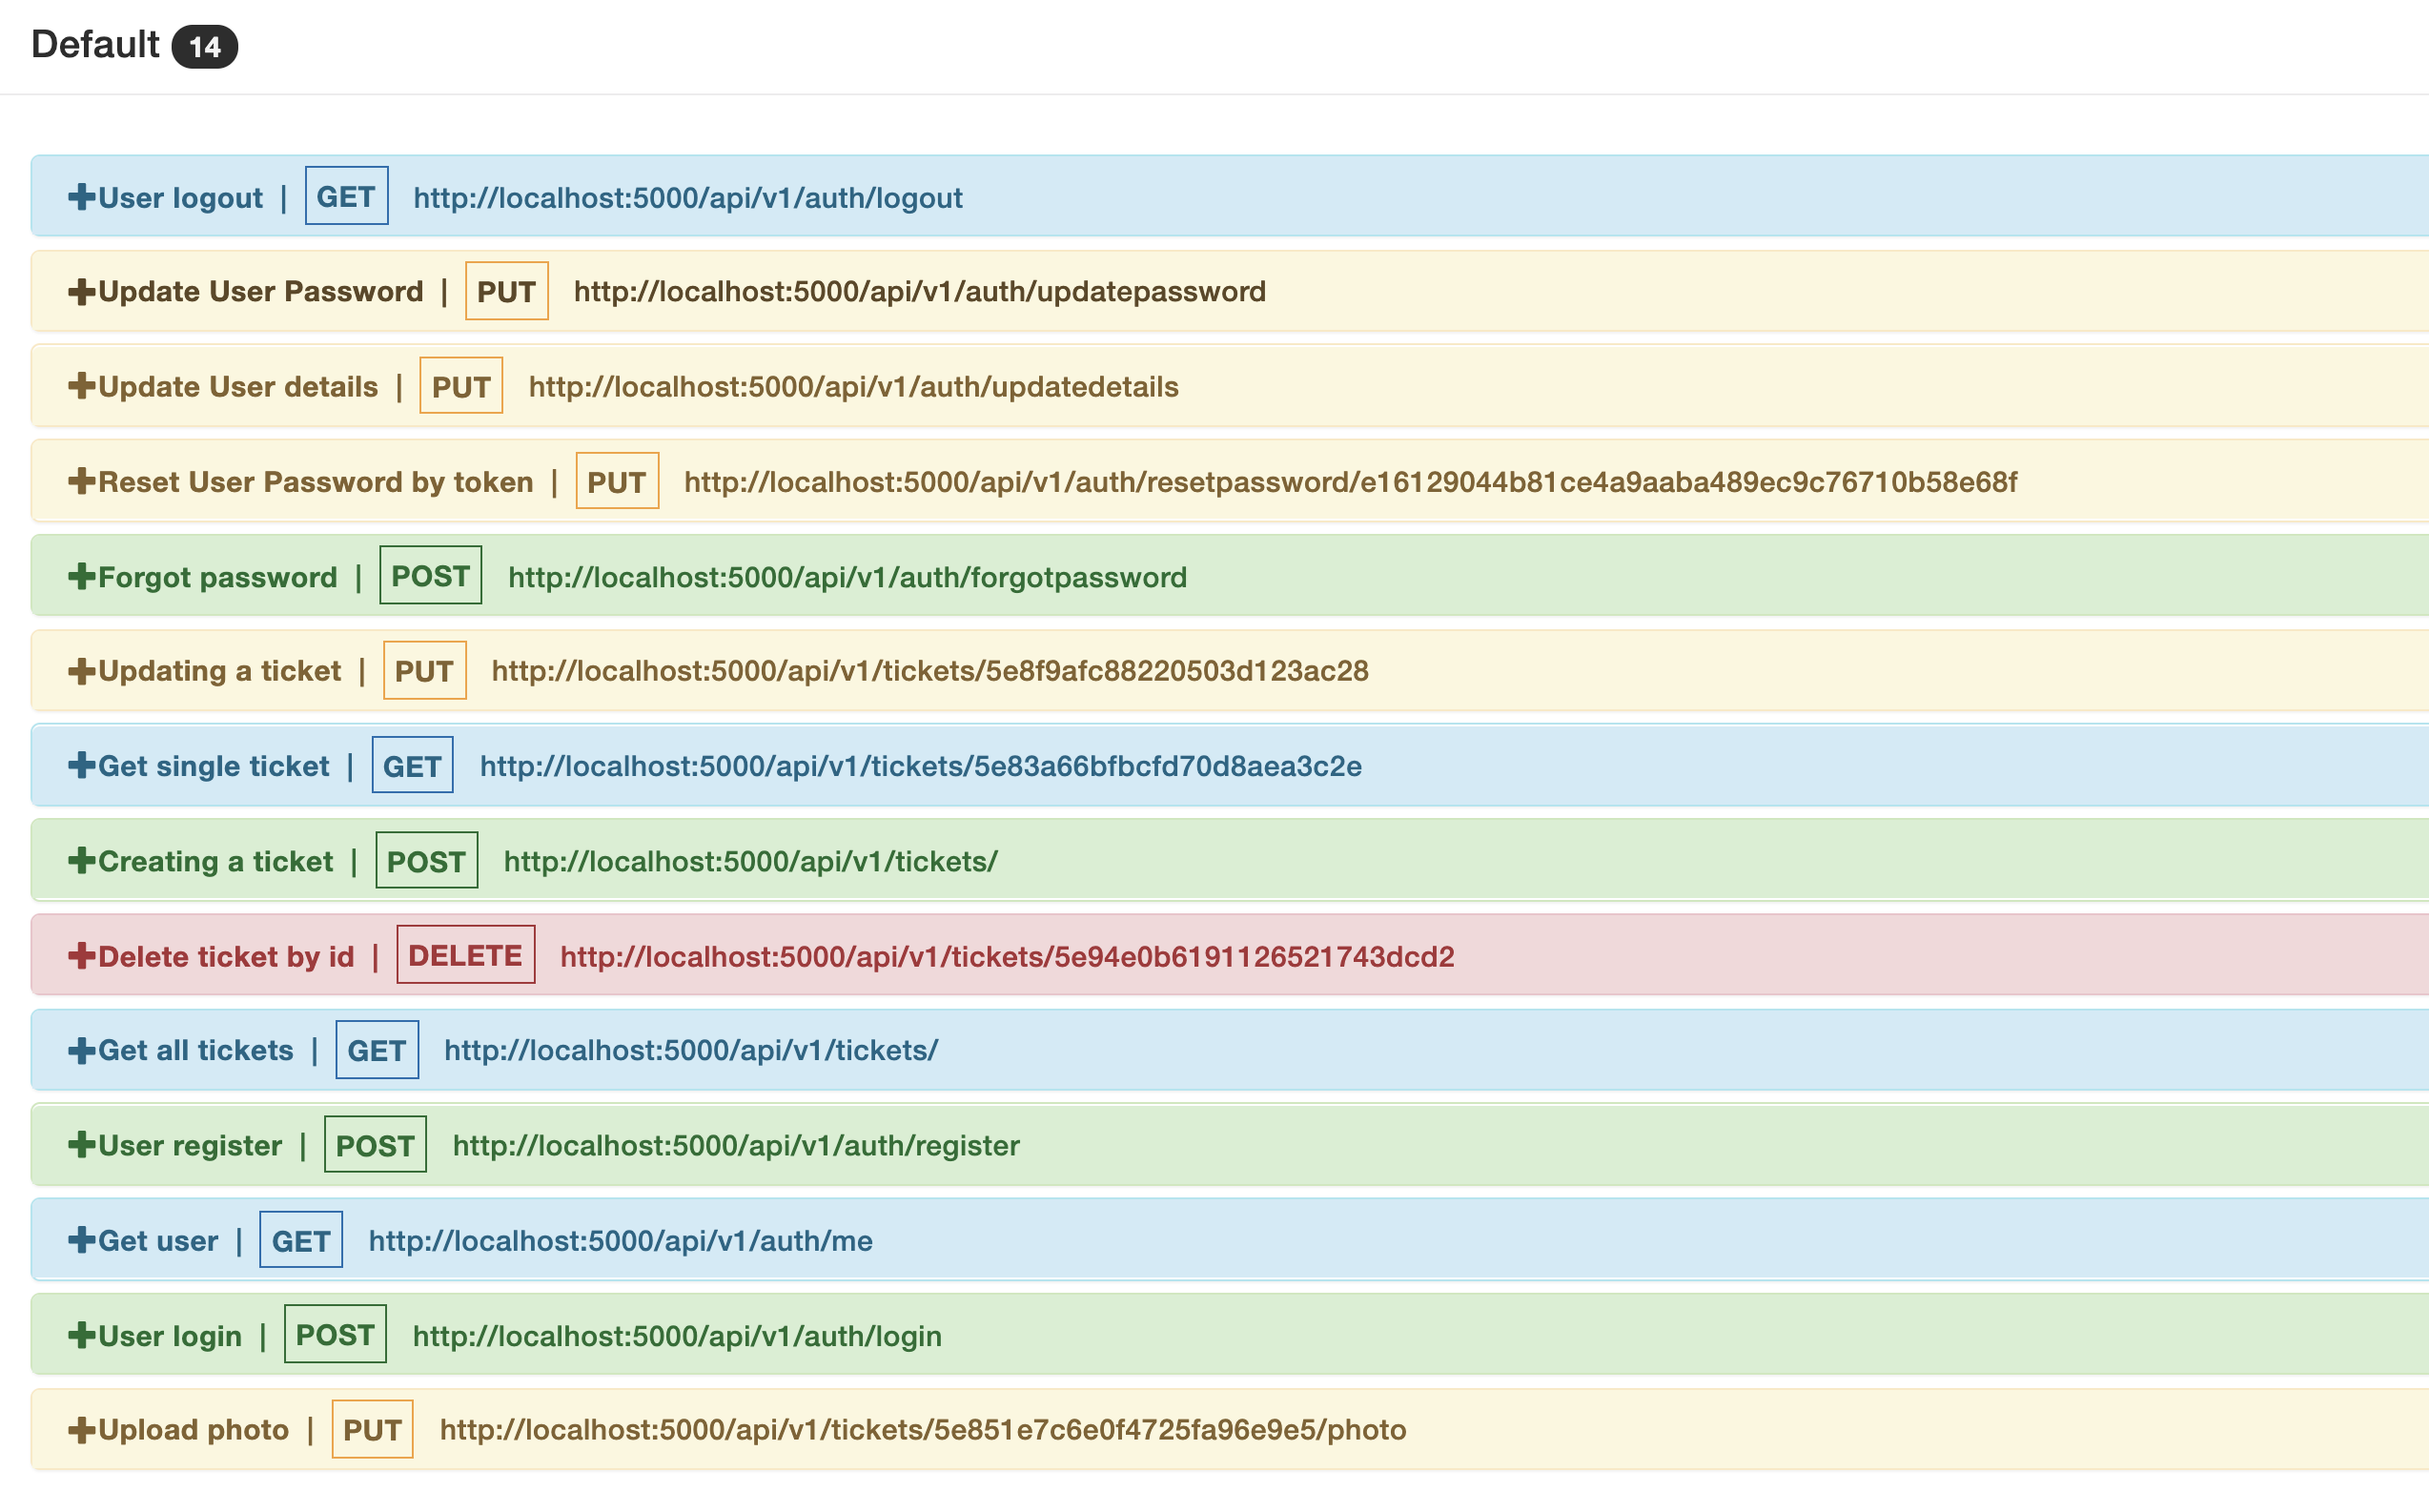 Default 14
User logout | GET http://localhost:5000/api/v1/auth/logout
Update User Password | PUT http://localhost:5000/api/v1/auth/updatepassword
Update User details | PUT http://localhost:5000/api/v1/auth/updatedetails
Reset User Password by token | PUT http://localhost:5000/api/v1/auth/resetpassword/e16129044b81ce4a9aaba489ec9c76710b58e68f
Forgot password | POST http://localhost:5000/api/v1/auth/forgotpassword
Updating a ticket | PUT http://localhost:5000/api/v1/tickets/5e8f9afc88220503d123ac28
Get single ticket | GET http://localhost:5000/api/v1/tickets/5e83a66bfbcfd70d8aea3c2e
Creating a ticket | POST http://localhost:5000/api/v1/tickets/
Delete ticket by id | DELETE http://localhost:5000/api/v1/tickets/5e94e0b6191126521743dcd2
Get all tickets | GET http://localhost:5000/api/v1/tickets/
User register | POST http://localhost:5000/api/v1/auth/register
Get user | GET http://localhost:5000/api/v1/auth/me
User login | POST http://localhost:5000/api/v1/auth/login
Upload photo | PUT http://localhost:5000/api/v1/tickets/5e851e7c6e0f4725fa96e9e5/photo